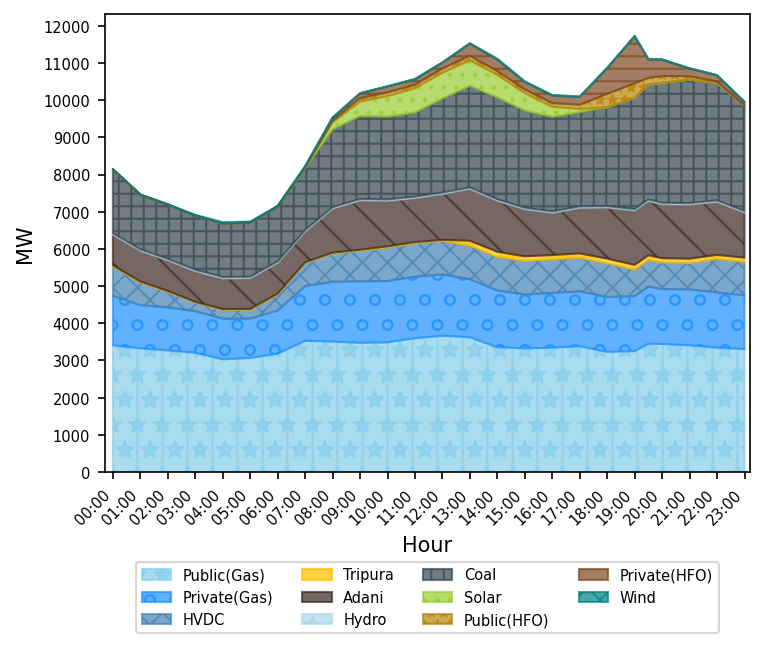 12000
11000
10000
9000
8000
7000
6000
5000
4000
3000
2000
1000
0
MW
00:00 01:00 02:00 03:00 04:00 05:00 06:00 07:00 08:00 09:00 10:00 11:00 12:00 13:00 14:00 15:00 16:00 17:00 18:00 19:00 20:00 21:00 22:00 23:00
Hour
Public(Gas) Tripura Coal Private(HFO)
Private(Gas) Adani Solar Wind
HVDC Hydro Public(HFO)